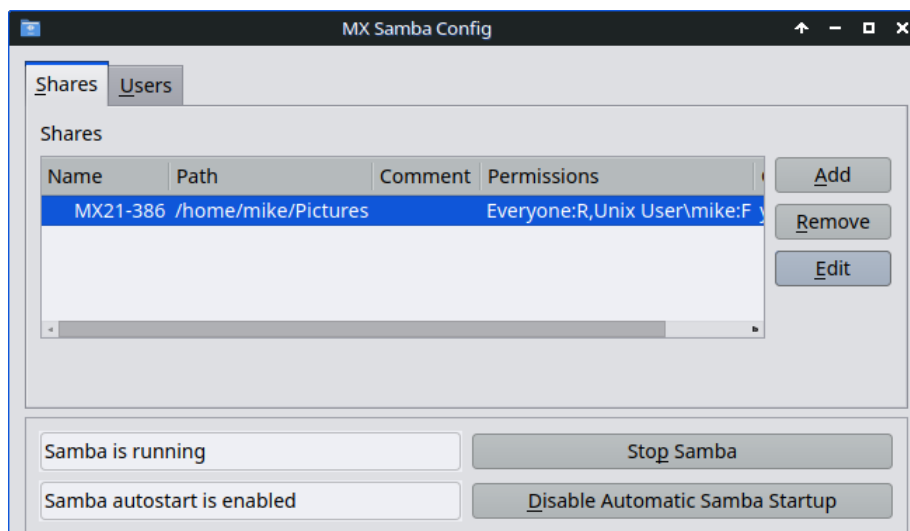 MX Samba Config
Shares Users
Shares
Name Path Comment Permissions
MX21-386 /home/mike/Pictures Everyone:R,Unix User\mike:F
Add
Remove
Edit
Samba is running Stop Samba
Samba autostart is enabled Disable Automatic Samba Startup